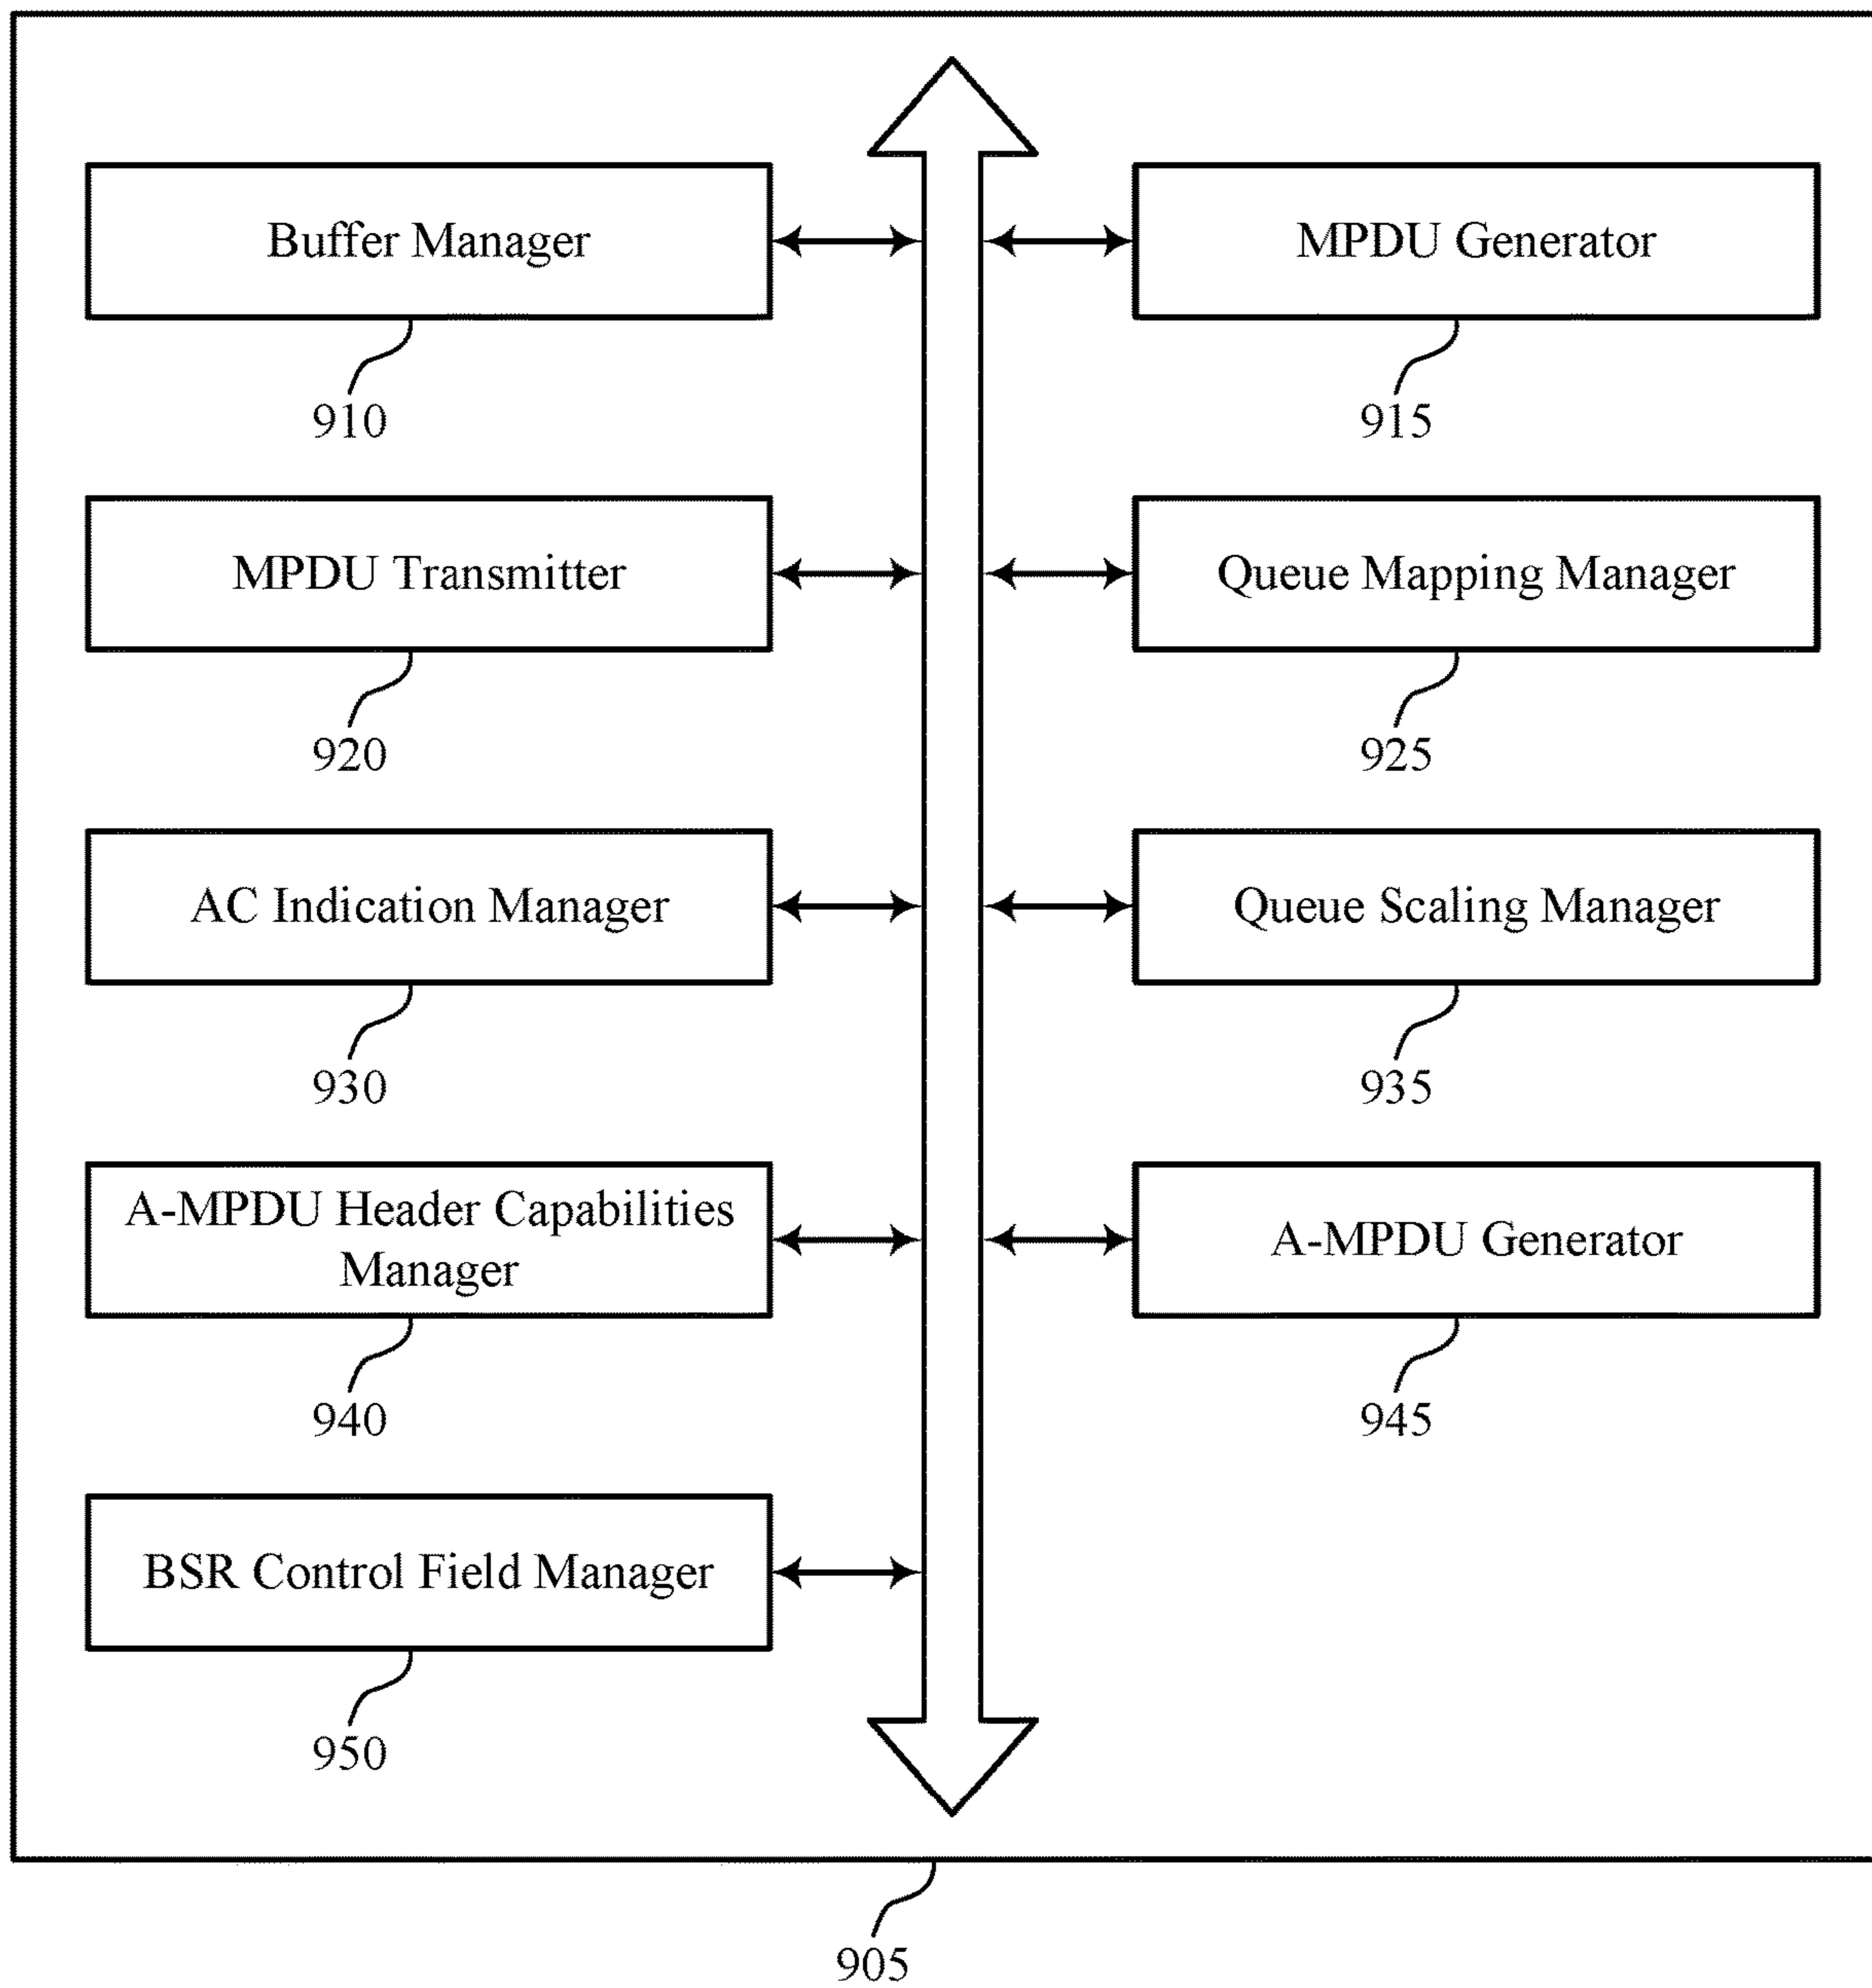 Buffer Manager
MPDU Generator
910
915
MPDU Transmitter
Queue Mapping Manager
920
925
AC Indication Manager
Queue Scaling Manager
930
935
A-MPDU Header Capabilities
Manager
A-MPDU Generator
940
945
BSR Control Field Manager
950
905